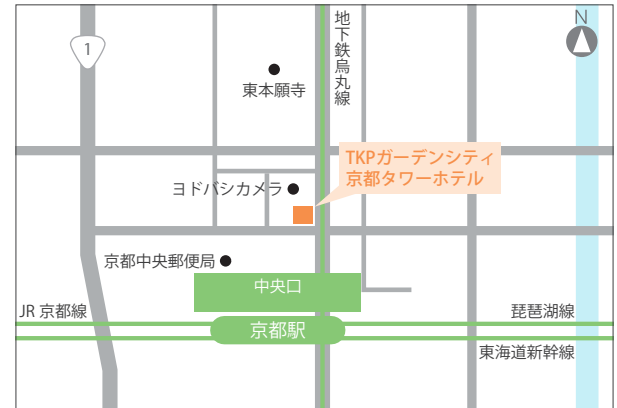 1
N
地下鉄烏丸線
東本願寺
TKPガーデンシティ
京都タワーホテル
ヨドバシカメラ
京都中央郵便局
中央口
JR 京都線
琵琶湖線
京都駅
東海道新幹線